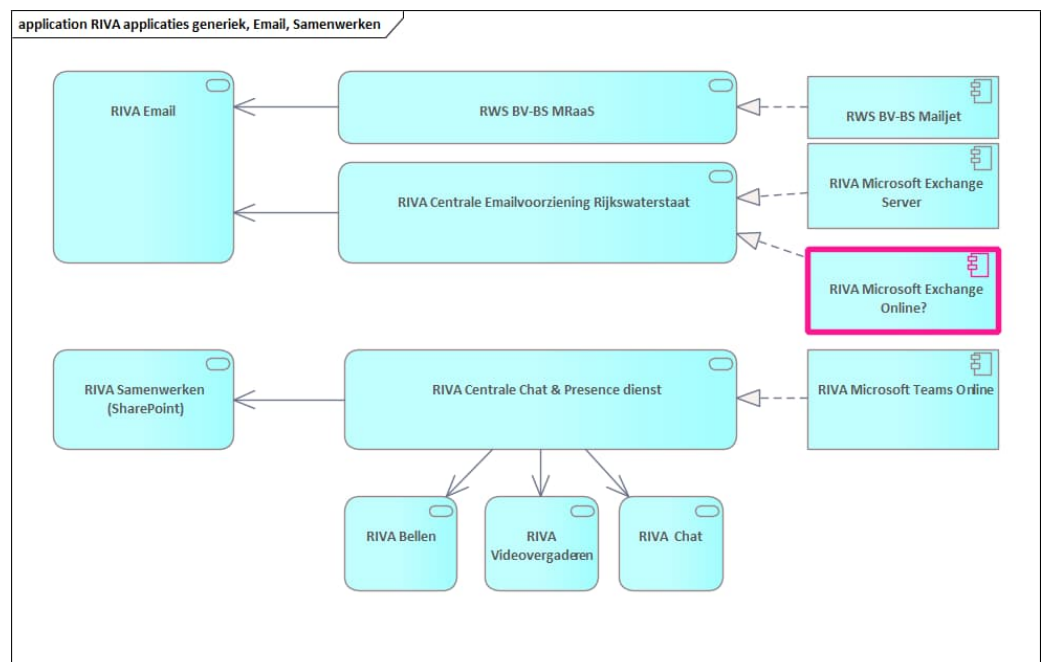 application RIVA applicaties generiek, Email, Samenwerken
RIVA Email
RWS BV-BS MRaaS
RWS BV-BS Mailjet
RIVA Centrale Emailvoorziening Rijkswaterstaat
RIVA Microsoft Exchange
Server
RIVA Microsoft Exchange
Online?
RIVA Samenwerken
(SharePoint)
RIVA Centrale Chat & Presence dienst
RIVA Microsoft Teams Online
RIVA Bellen
RIVA
Videovergaderen
RIVA Chat